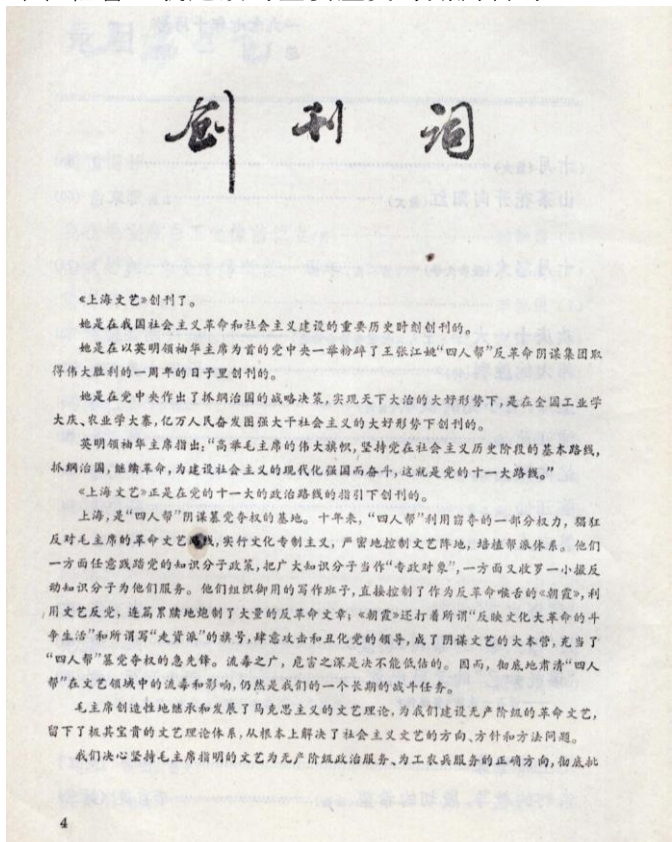 创刊词
《上海文艺》创刊了。
她是在我国社会主义革命和社会主义建设的重要历史时刻创刊的。
她是在以英明领袖华主席为首的党中央一举粉碎了王张江姚“四人帮”反革命阴谋集团取
得伟大胜利的一周年的日子里创刊的。
她是在党中央作出了抓纲治国的战略决策，实现天下大治的大好形势下，是在全国工业学
大庆、农业学大寨，亿万人民奋发图强大干社会主义的大好形势下创刊的。
英明领袖华主席指出：“高举毛主席的伟大旗帜，坚持党在社会主义历史阶段的基本路线，
抓纲治国，继续革命，为建设社会主义的现代化强国而奋斗，这就是党的十一大路线。”
《上海文艺》正是在党的十一大的政治路线的指引下创刊的。
上海，是“四人帮”阴谋篡党夺权的基地。十年来，“四人帮”利用窃夺的一部分权力，猖狂
反对毛主席的革命文艺线，实行文化专制主义，严密地控制文艺阵地，培植帮派体系。他们
一方面任意践踏党的知识分子政策，把广大知识分子当作“专政对象”，一方面又收罗一小撮反
动知识分子为他们服务。他们组织御用的写作班子，直接控制了作为反革命喉舌的《朝霞》，利
用文艺反党，连篇累牍地炮制了大量的反革命文章；《朝霞》还打着所谓“反映文化大革命的斗
争生活”和所谓写“走资派”的旗号，肆意攻击和丑化党的领导，成了阴谋文艺的大本营，充当了
“四人帮”篡党夺权的急先锋。流毒之广，危害之深是决不能低估的。因而，彻底地肃清“四人
帮”在文艺领域中的流毒和影响，仍然是我们的一个长期的战斗任务。
毛主席创造性地继承和发展了马克思主义的文艺理论，为我们建设无产阶级的革命文艺，
留下了极其宝贵的文艺理论体系，从根本上解决了社会主义文艺的方向、方针和方法问题。
我们决心坚持毛主席指明的文艺为无产阶级政治服务、为工农兵服务的正确方向，彻底批
4